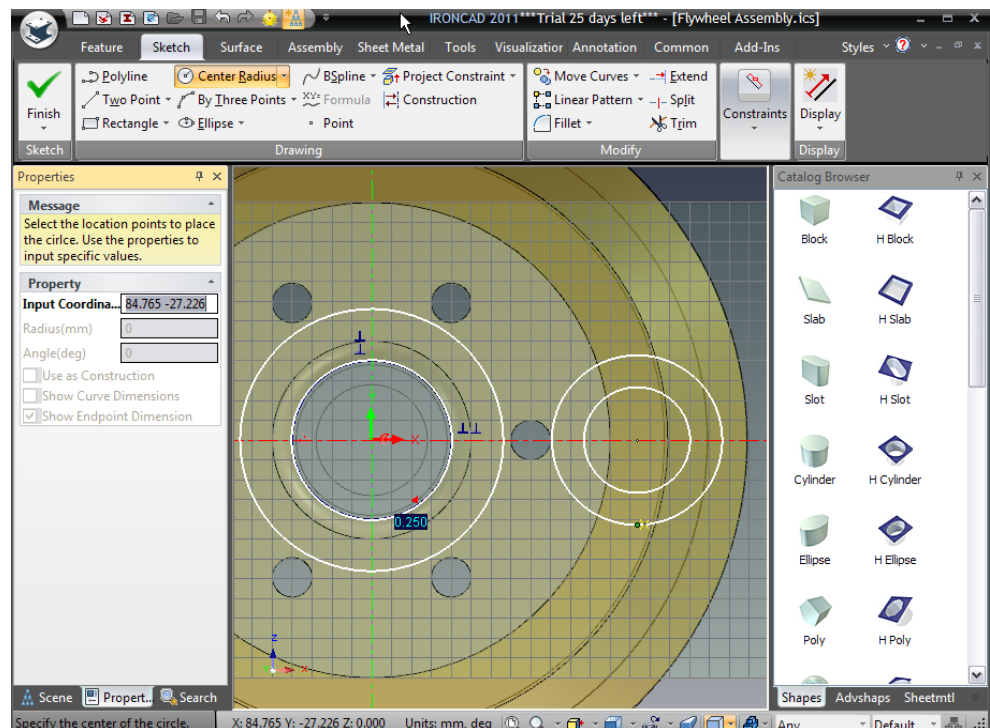 IRONCAD 2011***Trial 25 days left*** - [Flywheel Assembly.ics]
Feature Sketch Surface Assembly Sheet Metal Tools Visualization Annotation Common Add-Ins Styles
Polyline Center Radius BSpline Project Constraint Move Curves Extend
Two Point By Three Points XY= Formula Construction Linear Pattern Split
Finish Constraints Display
Rectangle Ellipse Point Fillet Trim
Sketch Drawing Modify Display
Properties Catalog Browser
Message
Select the location points to place
the cirlce. Use the properties to
input specific values.
Block H Block
Property
Input Coordina... 84.765 -27.226
Radius(mm) 0
Slab H Slab
Angle(deg) 0
Use as Construction
Show Curve Dimensions
Slot H Slot
Show Endpoint Dimension
X
Cylinder H Cylinder
0.250
Ellipse H Ellipse
Z
Poly H Poly
X
Scene Propert... Search Shapes Advshaps Sheetmtl
Specify the center of the circle. X: 84.765 Y: -27.226 Z: 0.000 Units: mm, deg Any Default